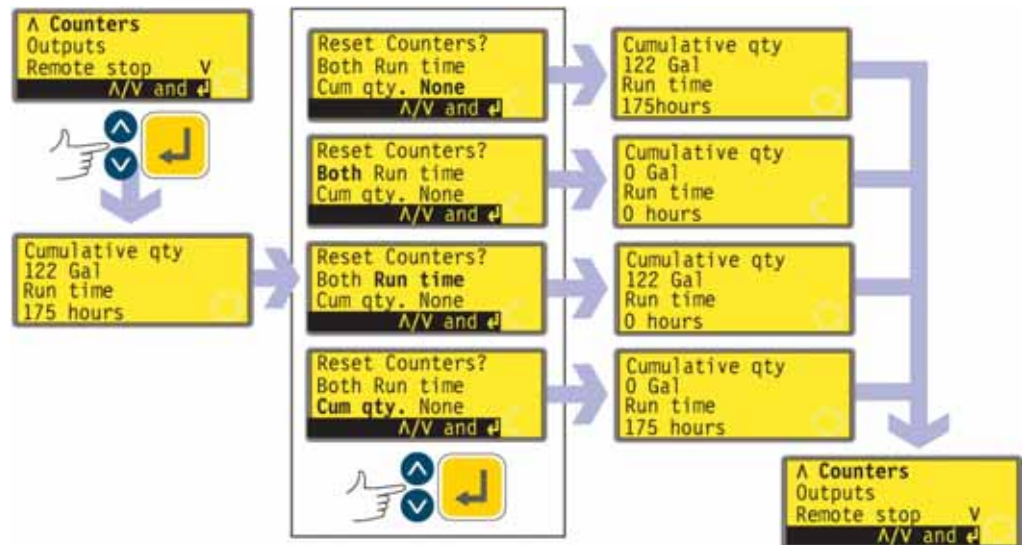 Λ Counters
Outputs
Remote stop V
Λ/V and ↲
Cumulative qty
122 Gal
Run time
175 hours
Reset Counters?
Both Run time
Cum qty. None
Λ/V and ↲
Cumulative qty
122 Gal
Run time
175hours
Reset Counters?
Both Run time
Cum qty. None
Λ/V and ↲
Cumulative qty
0 Gal
Run time
0 hours
Reset Counters?
Both Run time
Cum qty. None
Λ/V and ↲
Cumulative qty
122 Gal
Run time
0 hours
Reset Counters?
Both Run time
Cum qty. None
Λ/V and ↲
Cumulative qty
0 Gal
Run time
175 hours
Λ Counters
Outputs
Remote stop V
Λ/V and ↲